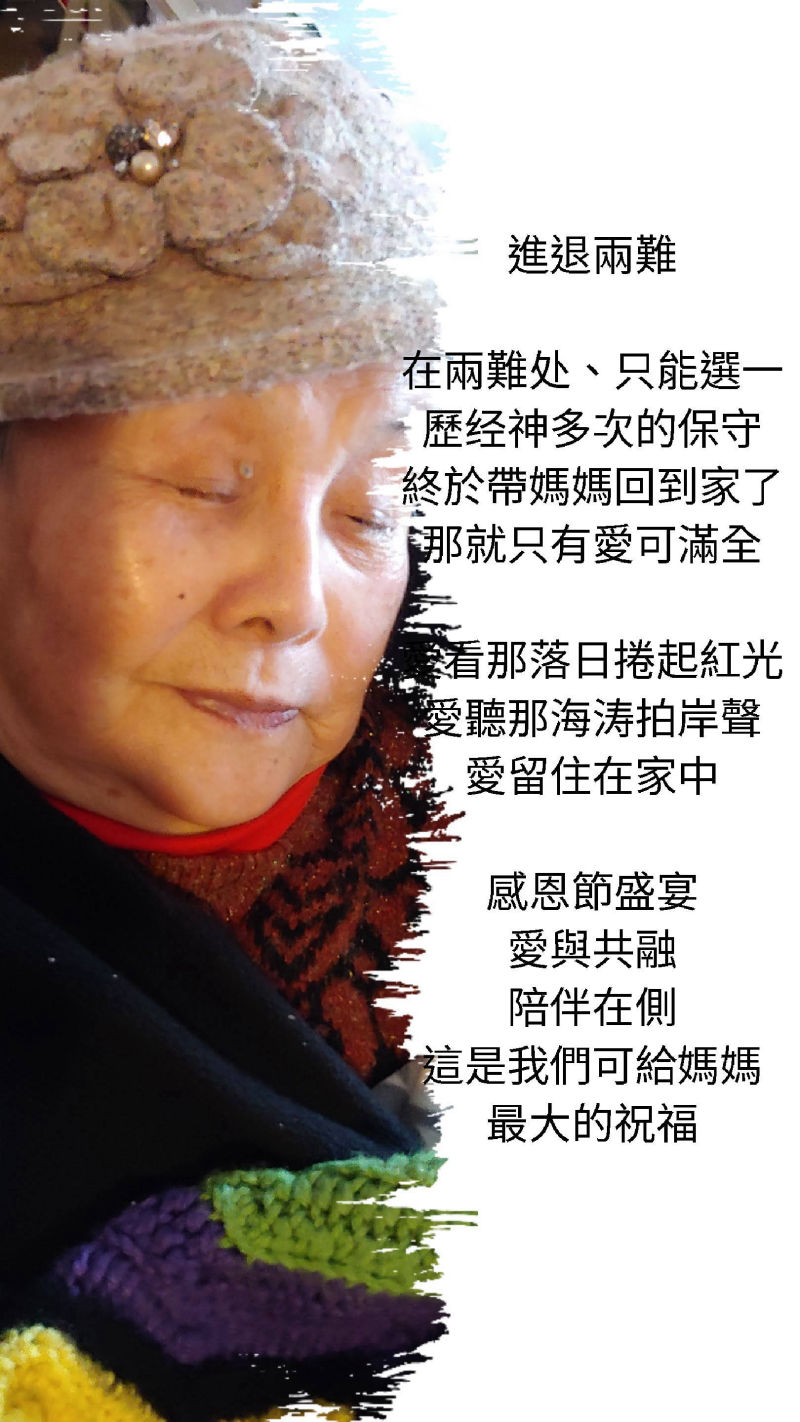 進退兩難
在兩難处、只能選一
歷经神多次的保守
終於帶媽媽回到家了
那就只有愛可滿全
愛看那落日捲起紅光
愛聽那海涛拍岸聲
愛留住在家中
感恩節盛宴
愛與共融
陪伴在側
這是我們可給媽媽
最大的祝福